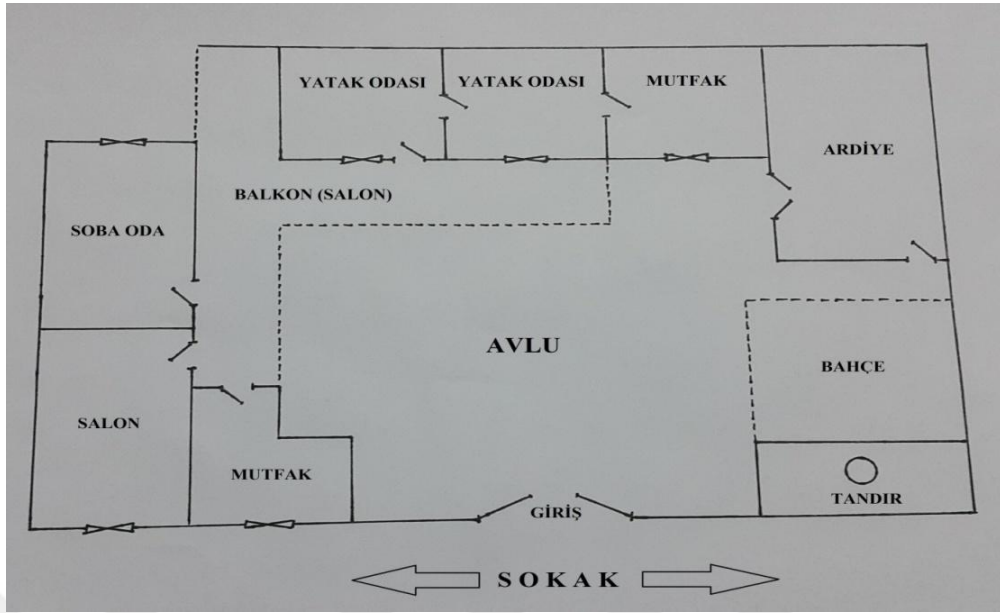 YATAK ODASI
YATAK ODASI
MUTFAK
ARDİYE
BALKON (SALON)
SOBA ODA
AVLU
BAHÇE
SALON
MUTFAK
TANDIR
GİRİŞ
SOKAK